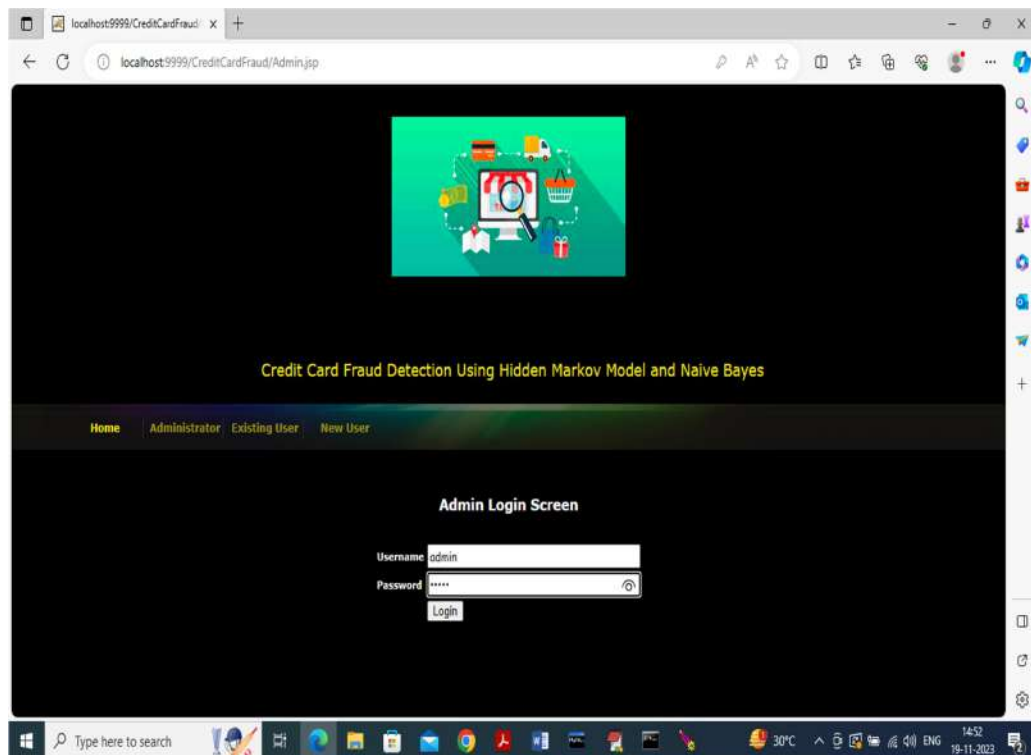 localhost:9999/CreditCardFraud/
localhost:9999/CreditCardFraud/Admin.jsp
Credit Card Fraud Detection Using Hidden Markov Model and Naive Bayes
Home Administrator Existing User New User
Admin Login Screen
Username admin
Password •••••
Login
Type here to search
30°C ENG 14:52
19-11-2023